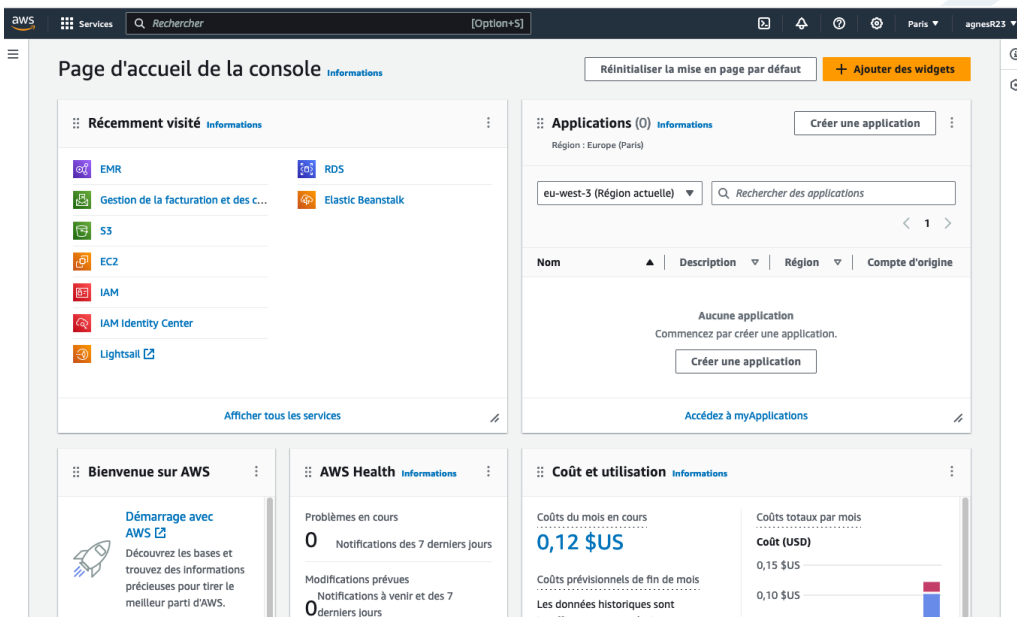 aws
Services
Rechercher
[Option+S]
Paris ▼
agnesR23 ▼
Page d'accueil de la console Informations
Réinitialiser la mise en page par défaut
+ Ajouter des widgets
Récemment visité Informations
EMR
Gestion de la facturation et des c...
S3
EC2
IAM
IAM Identity Center
Lightsail
RDS
Elastic Beanstalk
Afficher tous les services
Applications (0) Informations
Région : Europe (Paris)
Créer une application
eu-west-3 (Région actuelle) ▼
Rechercher des applications
1
Nom
Description
Région
Compte d'origine
Aucune application
Commencez par créer une application.
Créer une application
Accédez à myApplications
Bienvenue sur AWS
Démarrage avec
AWS
Découvrez les bases et
trouvez des informations
précieuses pour tirer le
meilleur parti d'AWS.
AWS Health Informations
Problèmes en cours
0 Notifications des 7 derniers jours
Modifications prévues
0 Notifications à venir et des 7
derniers jours
Coût et utilisation Informations
Coûts du mois en cours
0,12 $US
Coûts prévisionnels de fin de mois
Les données historiques sont
Coûts totaux par mois
Coût (USD)
0,15 $US
0,10 $US